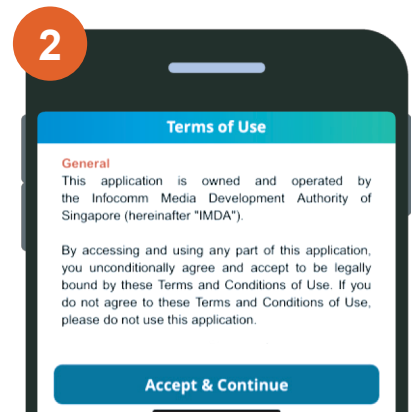 2
Terms of Use
General
This application is owned and operated by
the Infocomm Media Development Authority of
Singapore (hereinafter "IMDA").
By accessing and using any part of this application,
you unconditionally agree and accept to be legally
bound by these Terms and Conditions of Use. If you
do not agree to these Terms and Conditions of Use,
please do not use this application.
Accept & Continue